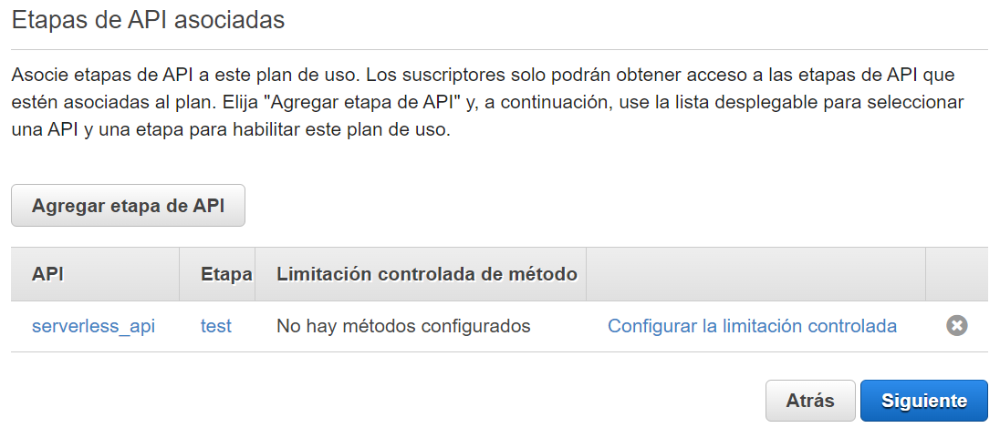 Etapas de API asociadas
Asocie etapas de API a este plan de uso. Los suscriptores solo podrán obtener acceso a las etapas de API que
estén asociadas al plan. Elija "Agregar etapa de API" y, a continuación, use la lista desplegable para seleccionar
una API y una etapa para habilitar este plan de uso.
Agregar etapa de API
API Etapa Limitación controlada de método
serverless_api test No hay métodos configurados Configurar la limitación controlada
Atrás Siguiente